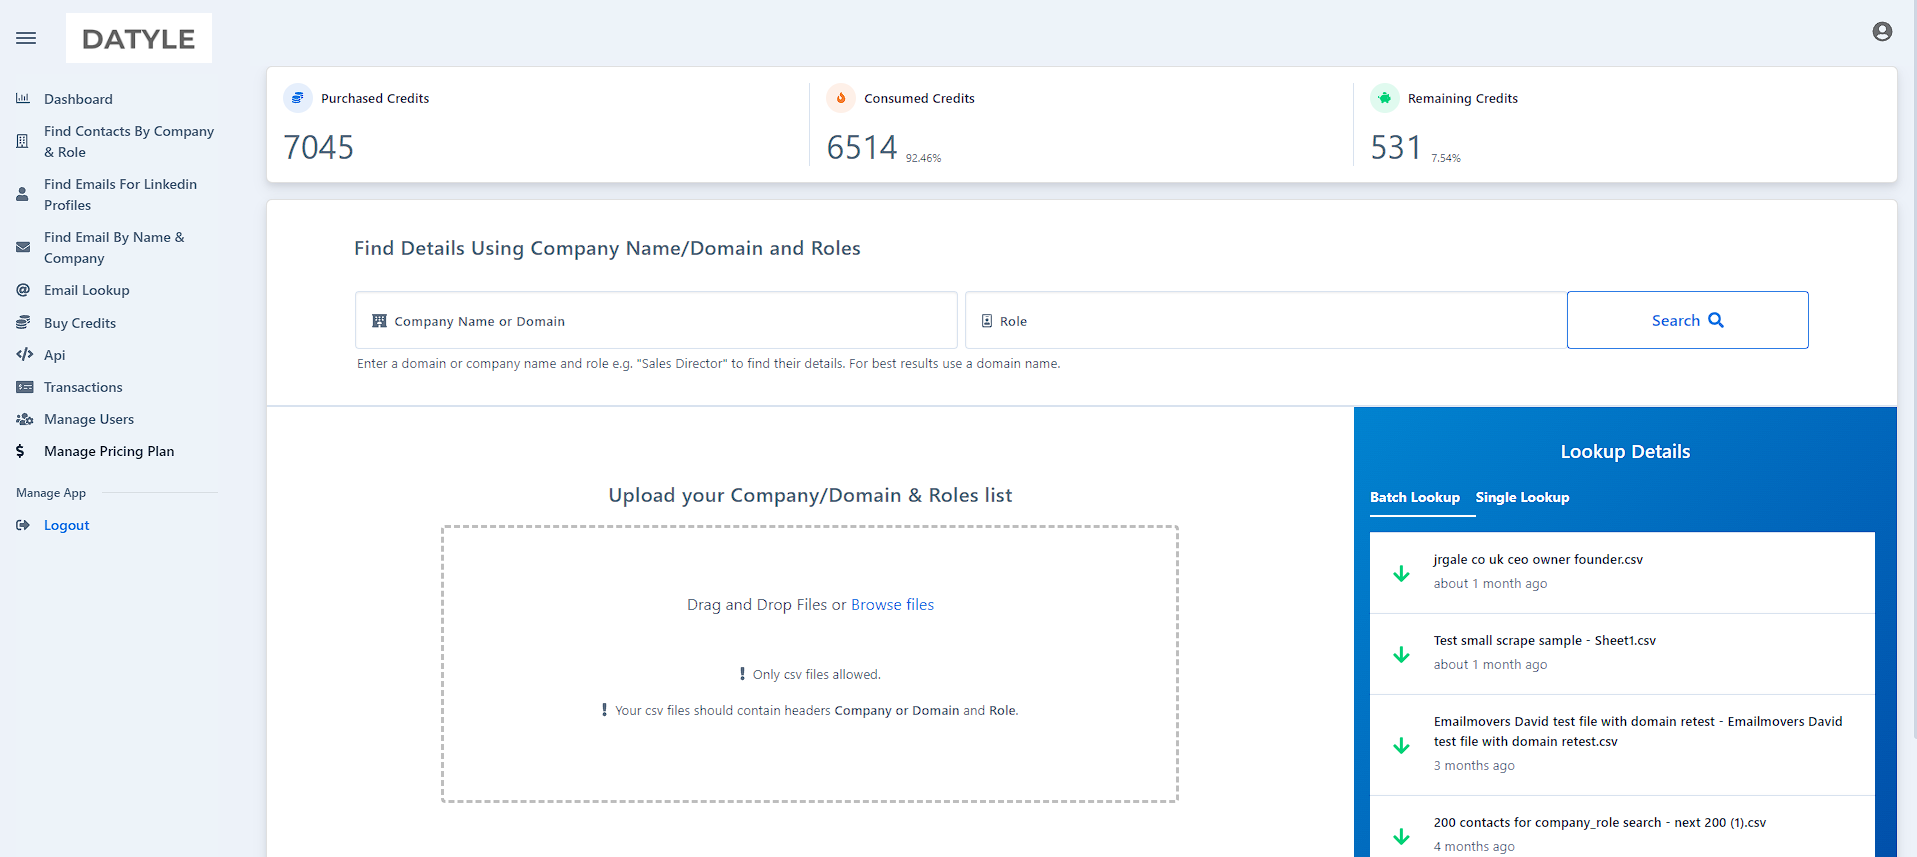 DATYLE
Dashboard
Find Contacts By Company
& Role
Find Emails For Linkedin
Profiles
Find Email By Name &
Company
Email Lookup
Buy Credits
Api
Transactions
Manage Users
Manage Pricing Plan
Manage App
Logout
Purchased Credits
7045
Consumed Credits
6514 92.46%
Remaining Credits
531 7.54%
Find Details Using Company Name/Domain and Roles
Company Name or Domain
Role
Search
Enter a domain or company name and role e.g. "Sales Director" to find their details. For best results use a domain name.
Upload your Company/Domain & Roles list
Drag and Drop Files or Browse files
! Only csv files allowed.
! Your csv files should contain headers Company or Domain and Role.
Lookup Details
Batch Lookup Single Lookup
jrgale co uk ceo owner founder.csv
about 1 month ago
Test small scrape sample - Sheet1.csv
about 1 month ago
Emailmovers David test file with domain retest - Emailmovers David
test file with domain retest.csv
3 months ago
200 contacts for company_role search - next 200 (1).csv
4 months ago